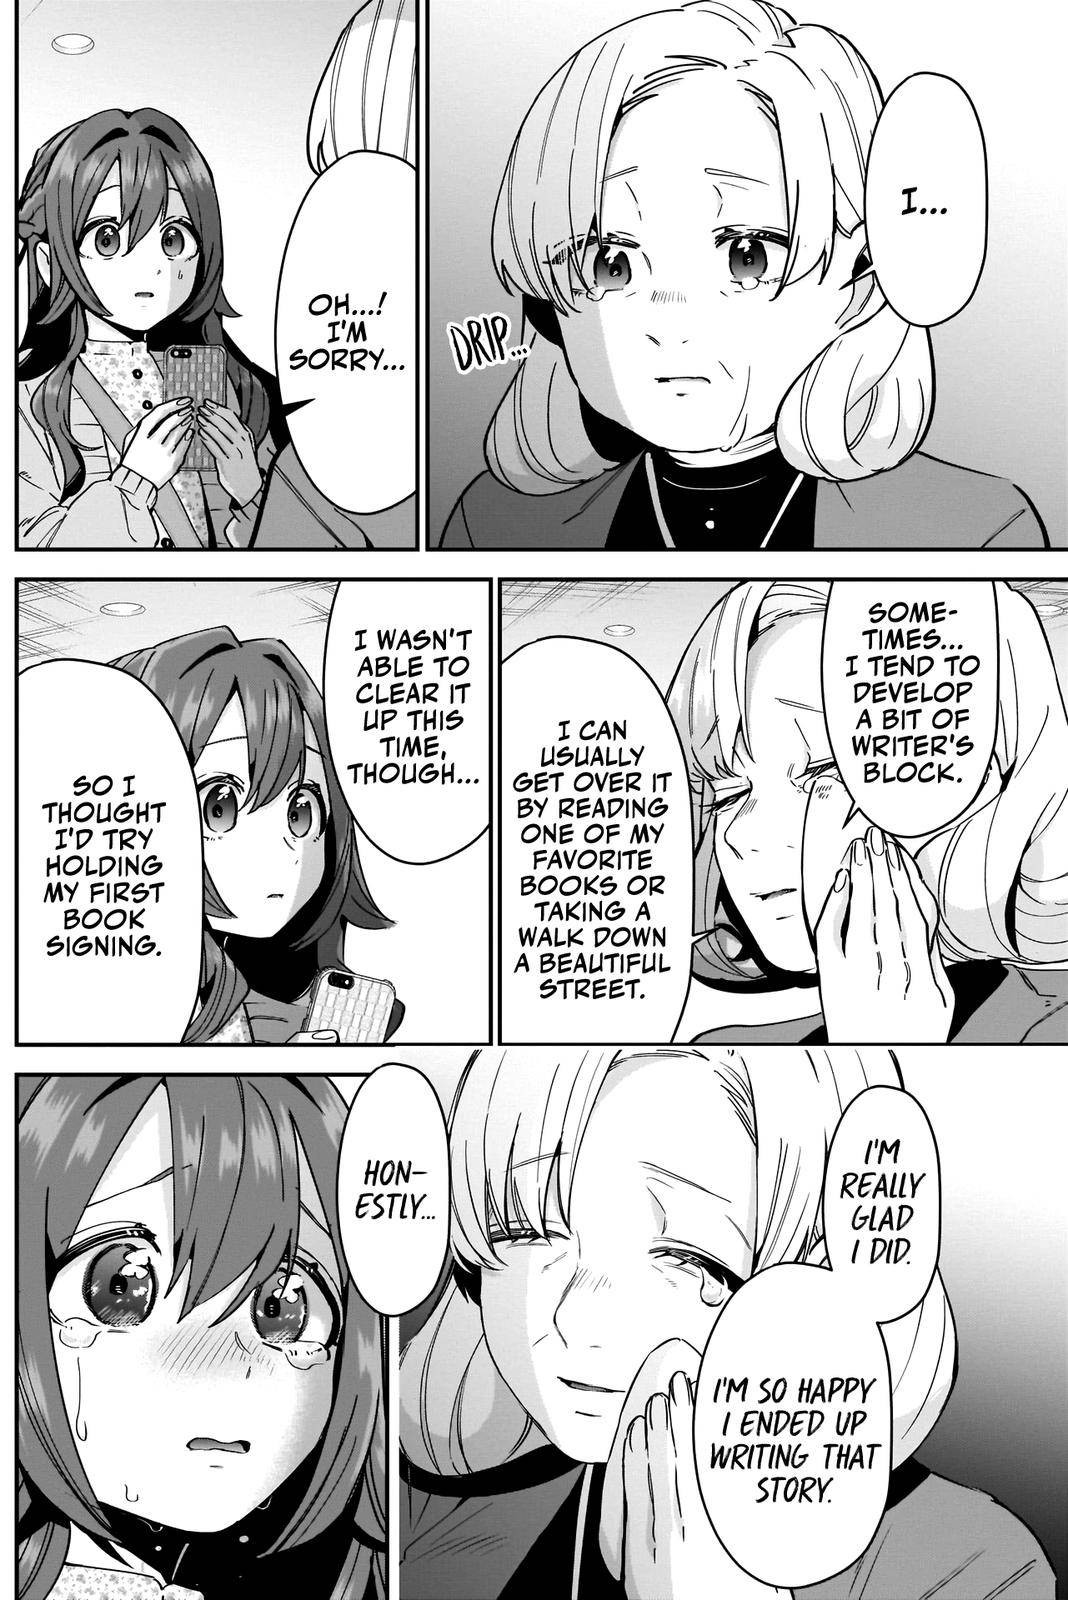 I...
DRIP...
OH...!
I'M
SORRY...
SOME-
TIMES...
I TEND TO
DEVELOP
A BIT OF
WRITER'S
BLOCK.
I CAN
USUALLY
GET OVER IT
BY READING
ONE OF MY
FAVORITE
BOOKS OR
TAKING A
WALK DOWN
A BEAUTIFUL
STREET.
I WASN'T
ABLE TO
CLEAR IT
UP THIS
TIME,
THOUGH...
SO I
THOUGHT
I'D TRY
HOLDING
MY FIRST
BOOK
SIGNING.
I'M
REALLY
GLAD
I DID.
I'M SO HAPPY
I ENDED UP
WRITING THAT
STORY.
HON-
ESTLY...